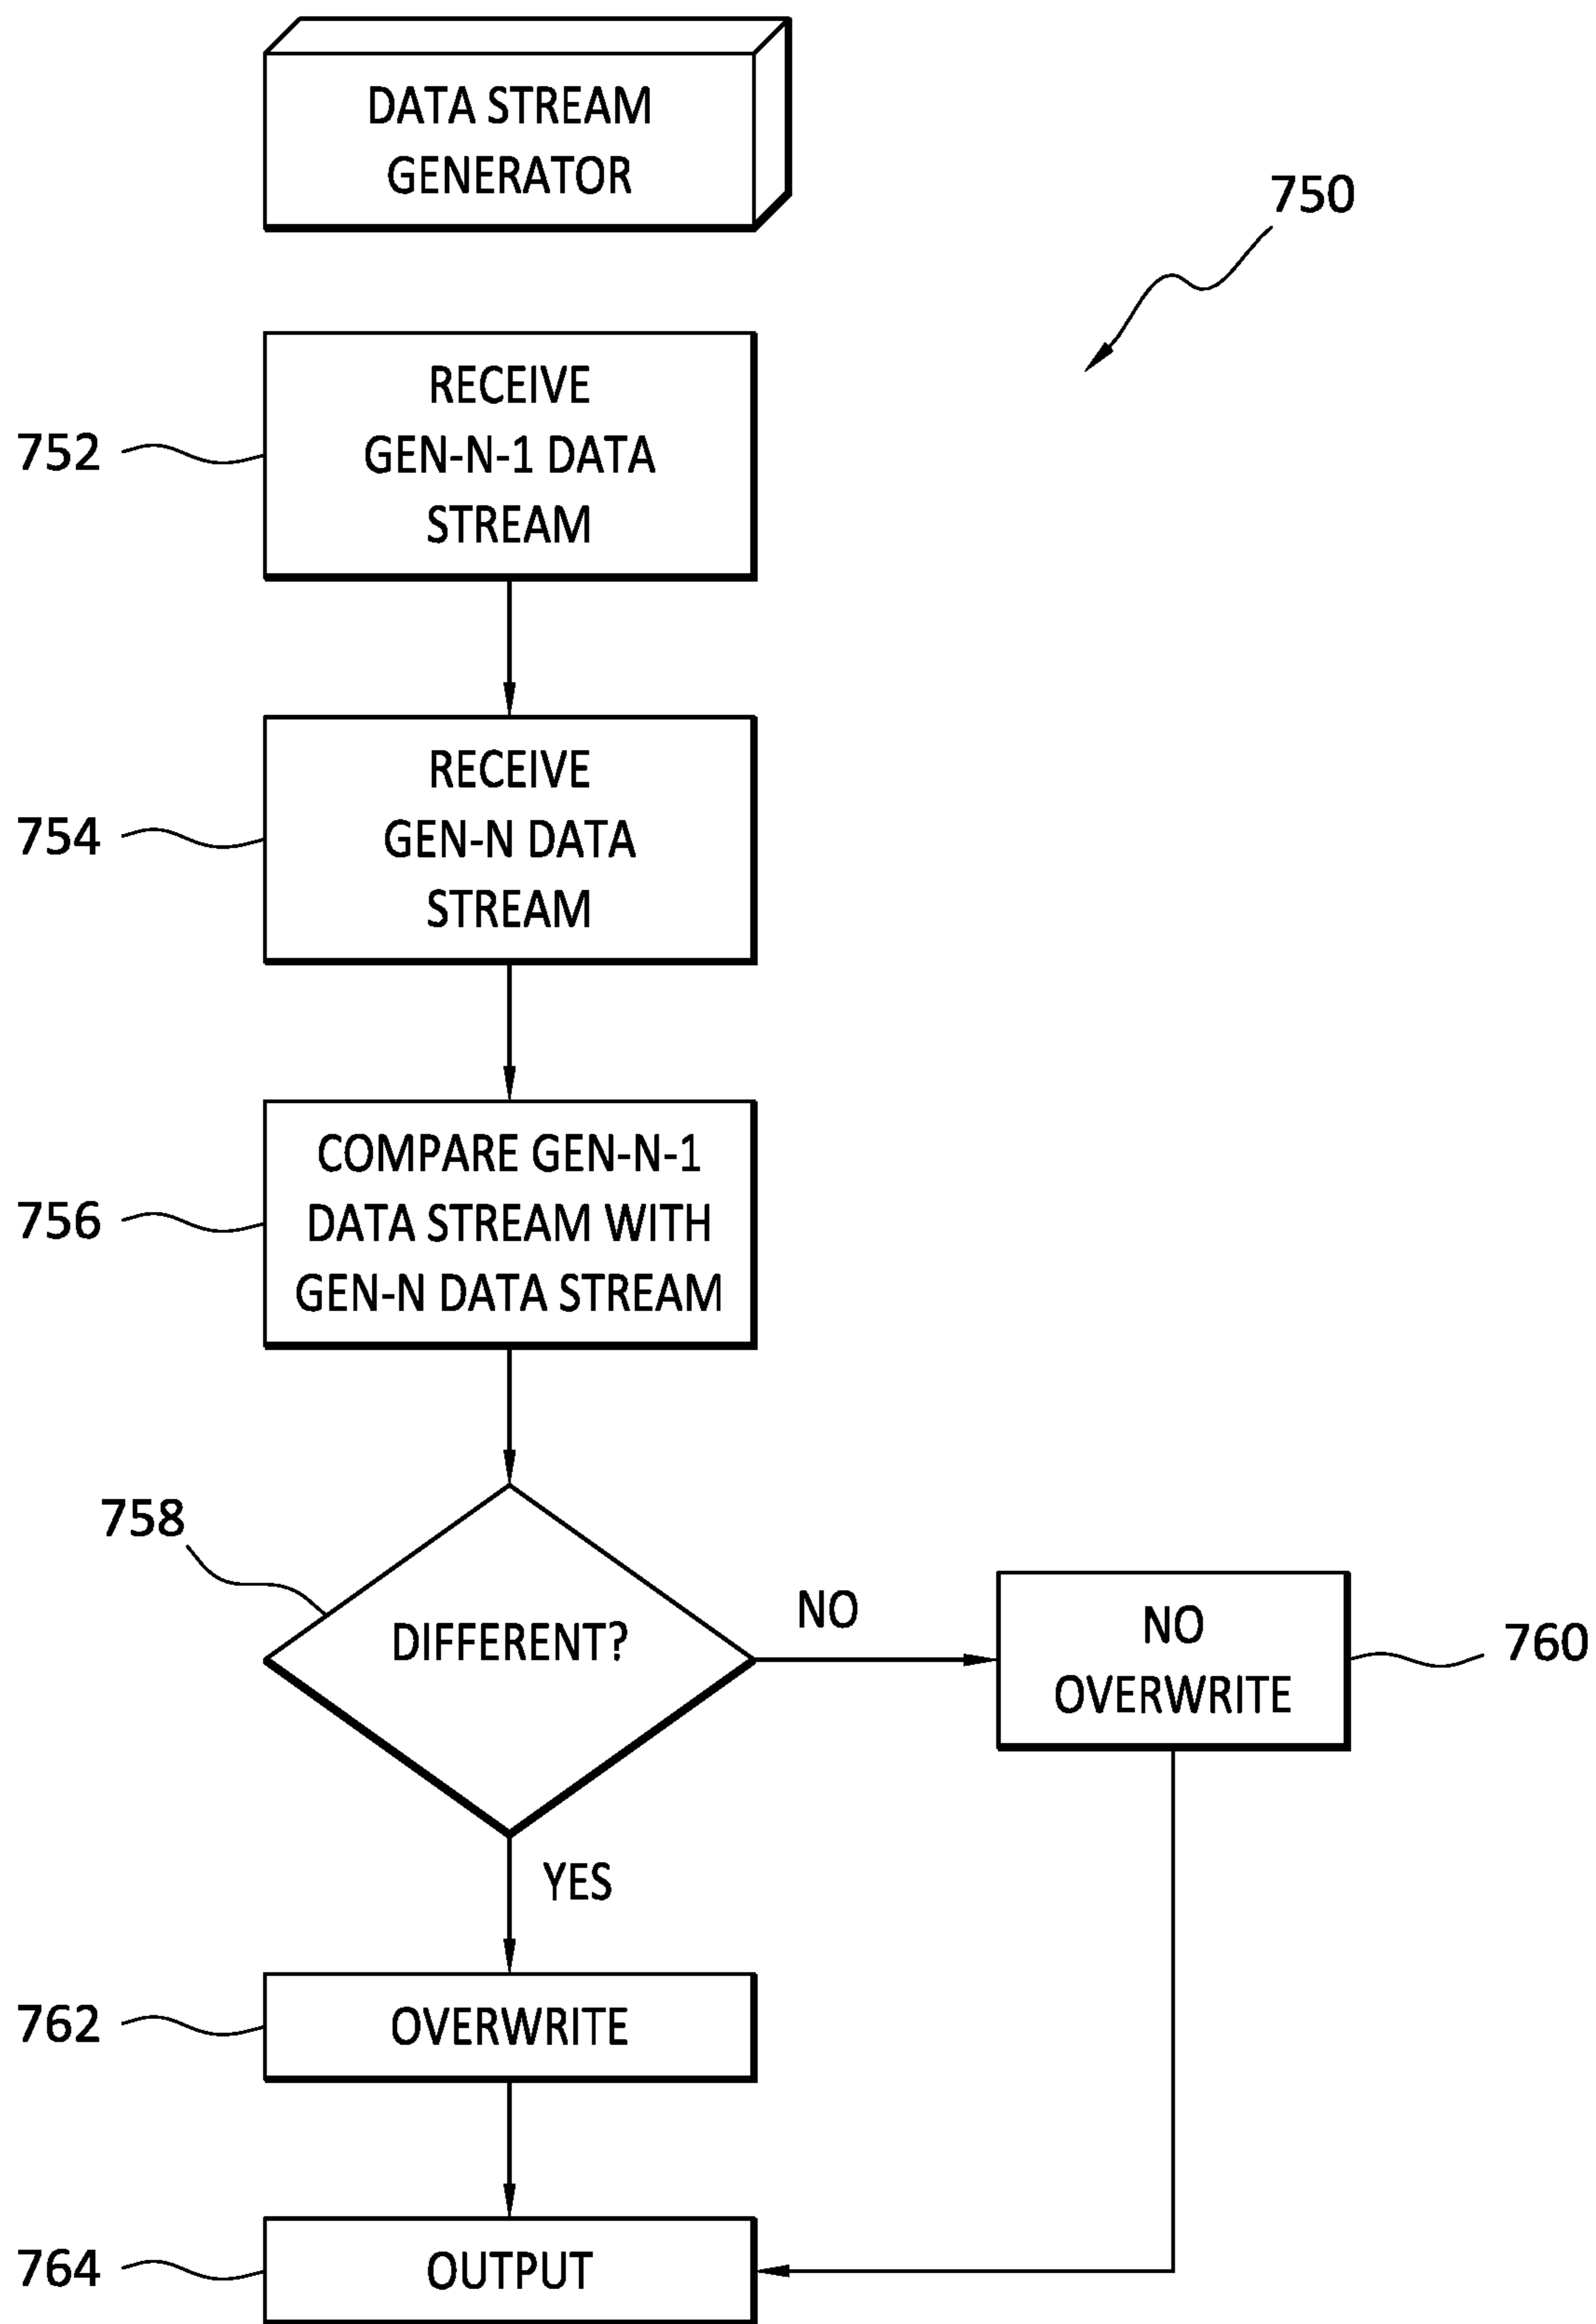 DATA STREAM
GENERATOR
750
752
RECEIVE
GEN-N-1 DATA
STREAM
754
RECEIVE
GEN-N DATA
STREAM
756
COMPARE GEN-N-1
DATA STREAM WITH
GEN-N DATA STREAM
758
DIFFERENT?
NO
NO
OVERWRITE
760
YES
762
OVERWRITE
764
OUTPUT